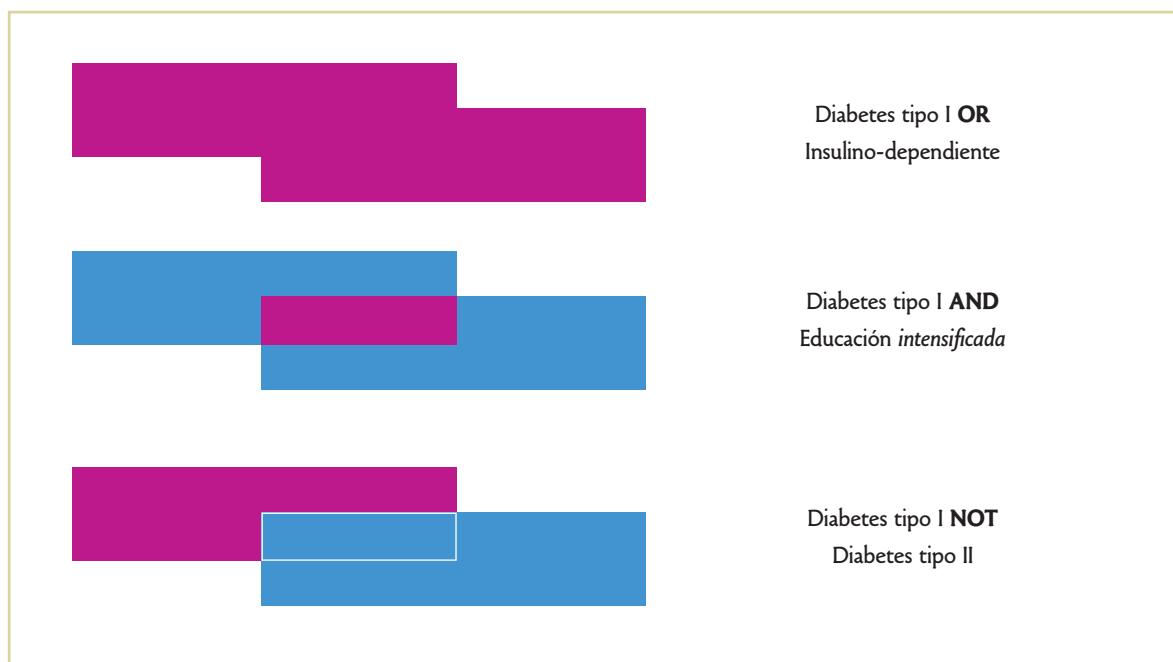 Diabetes tipo I OR
Insulino-dependiente
Diabetes tipo I AND
Educación intensificada
Diabetes tipo I NOT
Diabetes tipo II